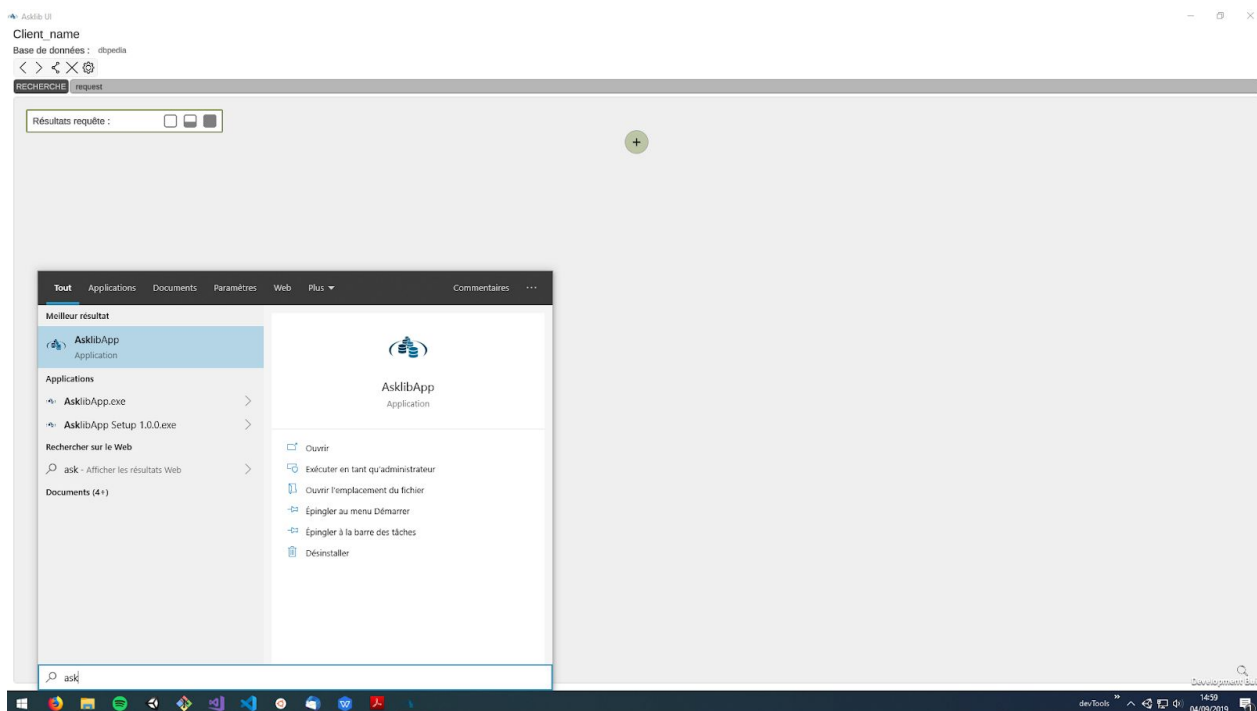 Asklib UI
Client_name
Base de données : dbpedia
RECHERCHE request
Résultats requête :
Tout Applications Documents Paramètres Web Plus Commentaires ...
Meilleur résultat
AsklibApp
Application
Applications
AsklibApp.exe
AsklibApp Setup 1.0.0.exe
Rechercher sur le Web
ask - Afficher les résultats Web
Documents (4+)
AsklibApp
Application
Ouvrir
Exécuter en tant qu'administrateur
Ouvrir l'emplacement du fichier
Épingler au menu Démarrer
Épingler à la barre des tâches
Désinstaller
ask
Development Bui
devTools
14:59
04/09/2019